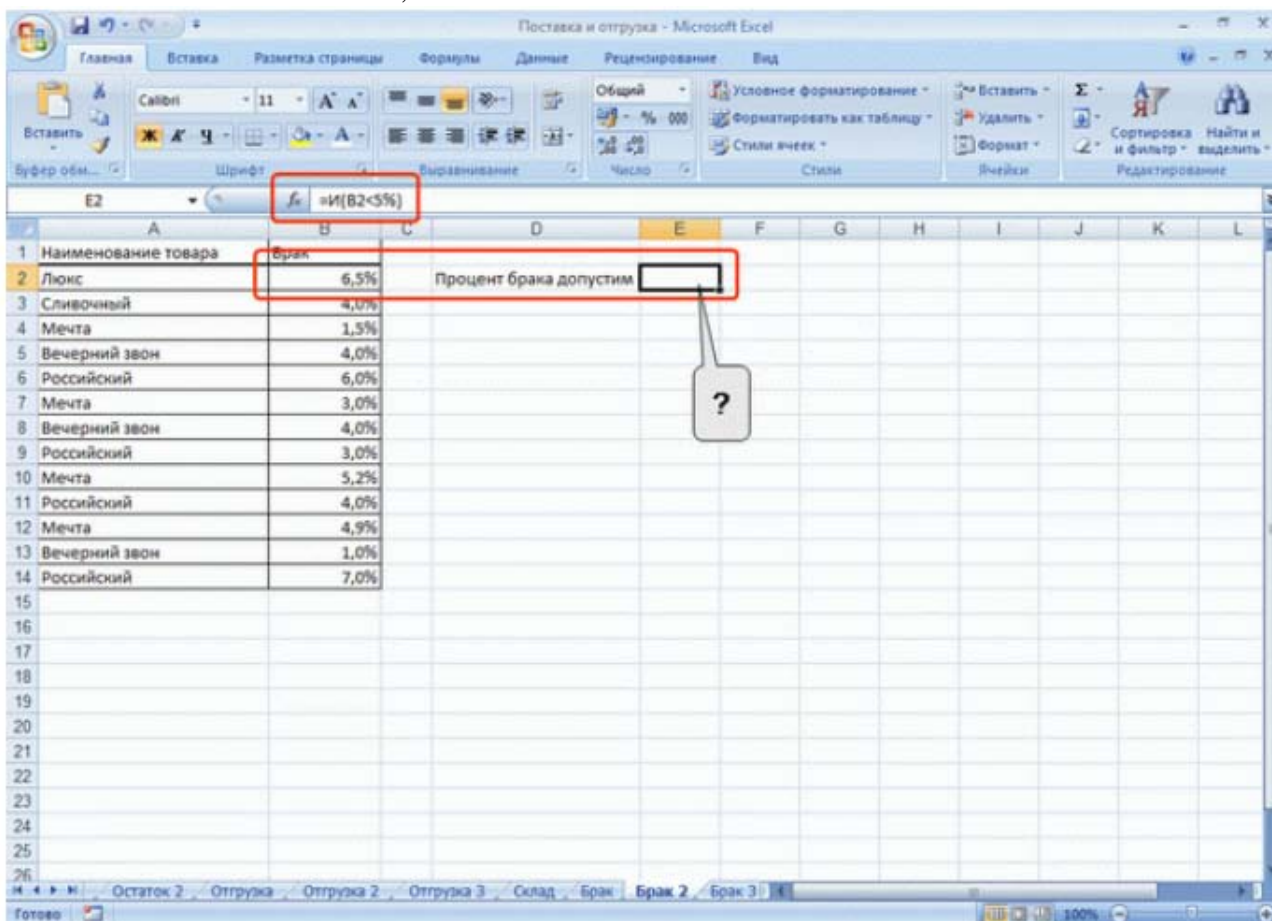 Поставка и отгрузка - Microsoft Excel
Главная Вставка Разметка страницы Формулы Данные Рецензирование Вид
Вставить
Calibri 11 A A
Ж К Ч
Общий
% 000
Условное форматирование
Форматировать как таблицу
Стили ячеек
Вставить
Удалить
Формат
Σ
Сортировка и фильтр
Найти и выделить
Буфер обм... Шрифт Выравнивание Число Стили Ячейки Редактирование
E2 fx =И(B2<5%)
A B C D E F G H I J K L
1 Наименование товара Брак
2 Люкс 6,5% Процент брака допустим
3 Сливочный 4,0%
4 Мечта 1,5%
5 Вечерний звон 4,0%
6 Российский 6,0%
7 Мечта 3,0%
?
8 Вечерний звон 4,0%
9 Российский 3,0%
10 Мечта 5,2%
11 Российский 4,0%
12 Мечта 4,9%
13 Вечерний звон 1,0%
14 Российский 7,0%
15
16
17
18
19
20
21
22
23
24
25
26
Остаток 2 Отгрузка Отгрузка 2 Отгрузка 3 Склад Брак Брак 2 Брак 3
Готово 100%